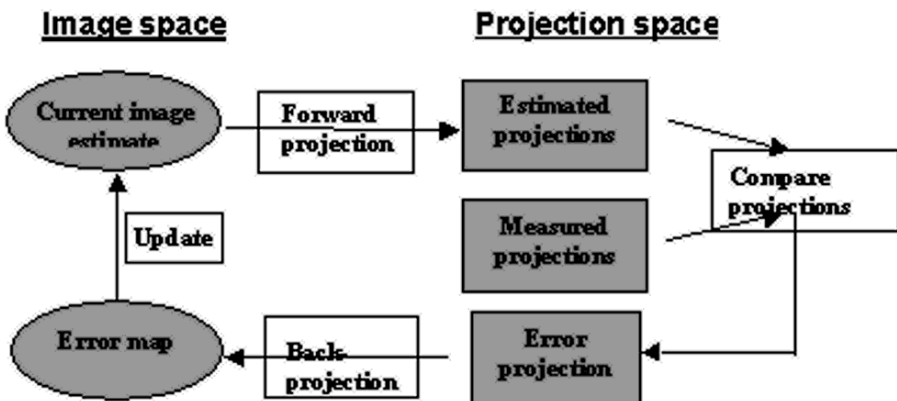 Image space
Projection space
Current image
estimate
Forward
projection
Estimated
projections
Compare
projections
Update
Measured
projections
Error map
Back-
projection
Error
projection